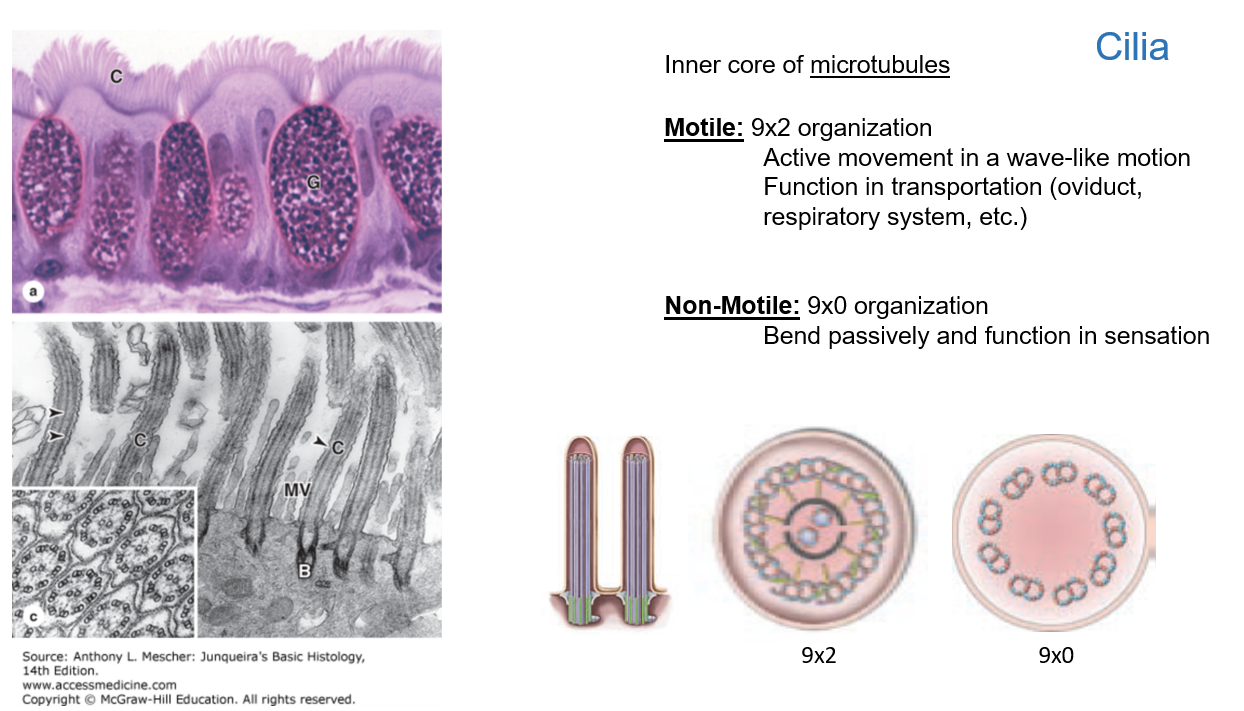 Cilia
Inner core of microtubules
Motile: 9x2 organization
Active movement in a wave-like motion
Function in transportation (oviduct,
respiratory system, etc.)
Non-Motile: 9x0 organization
Bend passively and function in sensation
C
G
a
C
C
MV
B
c
9x2
9x0
Source: Anthony L. Mescher: Junqueira's Basic Histology,
14th Edition.
www.accessmedicine.com
Copyright © McGraw-Hill Education. All rights reserved.